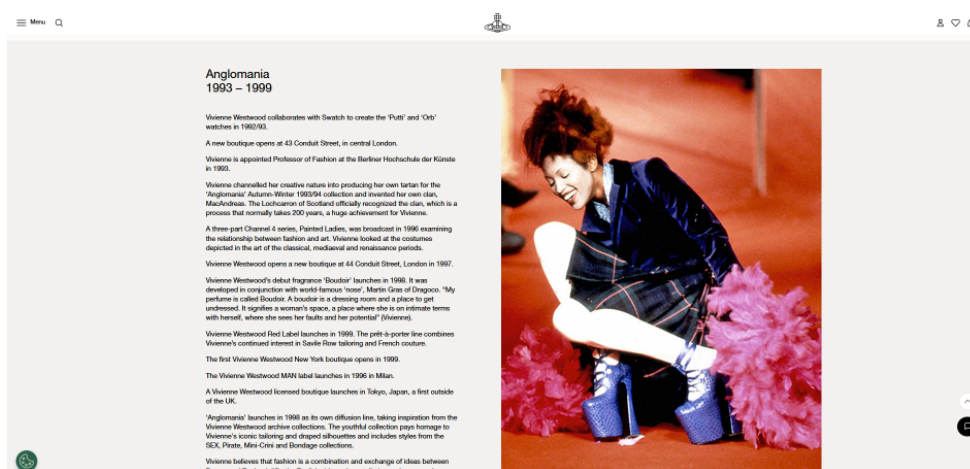 Menu
Anglomania
1993 – 1999
Vivienne Westwood collaborates with Swatch to create the 'Putti' and 'Orb'
watches in 1992/93.
A new boutique opens at 43 Conduit Street, in central London.
Vivienne is appointed Professor of Fashion at the Berliner Hochschule der Künste
in 1993.
Vivienne channelled her creative nature into producing her own tartan for the
'Anglomania' Autumn-Winter 1993/94 collection and invented her own clan,
MacAndreas. The Lochcarron of Scotland officially recognized the clan, which is a
process that normally takes 200 years, a huge achievement for Vivienne.
A three-part Channel 4 series, Painted Ladies, was broadcast in 1996 examining
the relationship between fashion and art. Vivienne looked at the costumes
depicted in the art of the classical, mediaeval and renaissance periods.
Vivienne Westwood opens a new boutique at 44 Conduit Street, London in 1997.
Vivienne Westwood's debut fragrance 'Boudoir' launches in 1998. It was
developed in conjunction with world-famous 'nose', Martin Gras of Dragoco. "My
perfume is called Boudoir. A boudoir is a dressing room and a place to get
undressed. It signifies a woman's space, a place where she is on intimate terms
with herself, where she sees her faults and her potential" (Vivienne).
Vivienne Westwood Red Label launches in 1999. The prêt-à-porter line combines
Vivienne's continued interest in Savile Row tailoring and French couture.
The first Vivienne Westwood New York boutique opens in 1999.
The Vivienne Westwood MAN label launches in 1996 in Milan.
A Vivienne Westwood licensed boutique launches in Tokyo, Japan, a first outside
of the UK.
'Anglomania' launches in 1998 as its own diffusion line, taking inspiration from the
Vivienne Westwood archive collections. The youthful collection pays homage to
Vivienne's iconic tailoring and draped silhouettes and includes styles from the
SEX, Pirate, Mini-Crini and Bondage collections.
Vivienne believes that fashion is a combination and exchange of ideas between